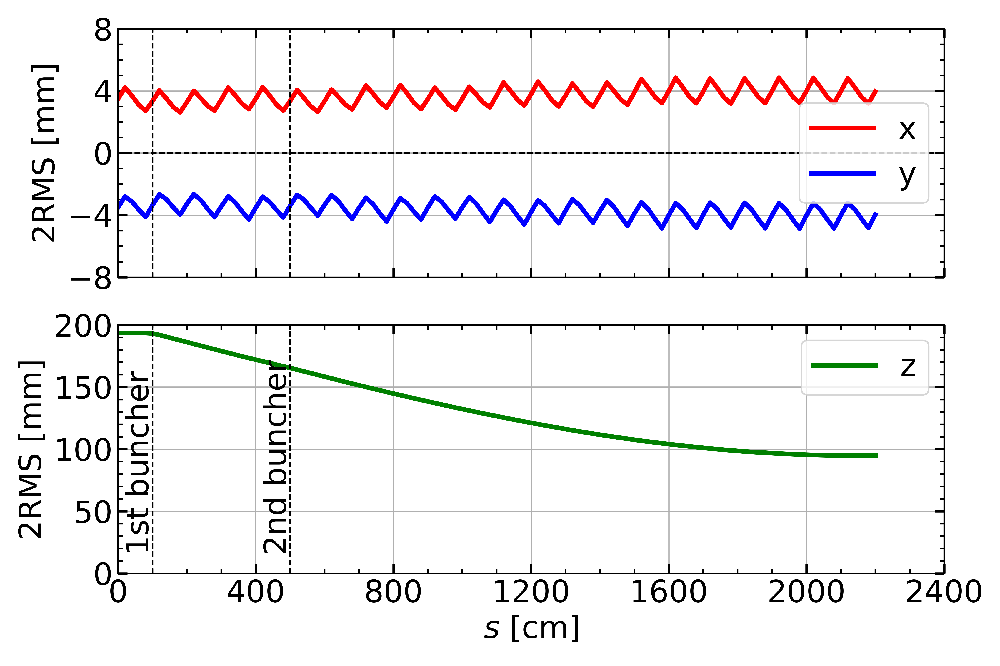 2RMS [mm]
8
4
0
−4
−8
x
y
2RMS [mm]
200
150
100
50
0
1st buncher
2nd buncher
z
0 400 800 1200 1600 2000 2400
s [cm]